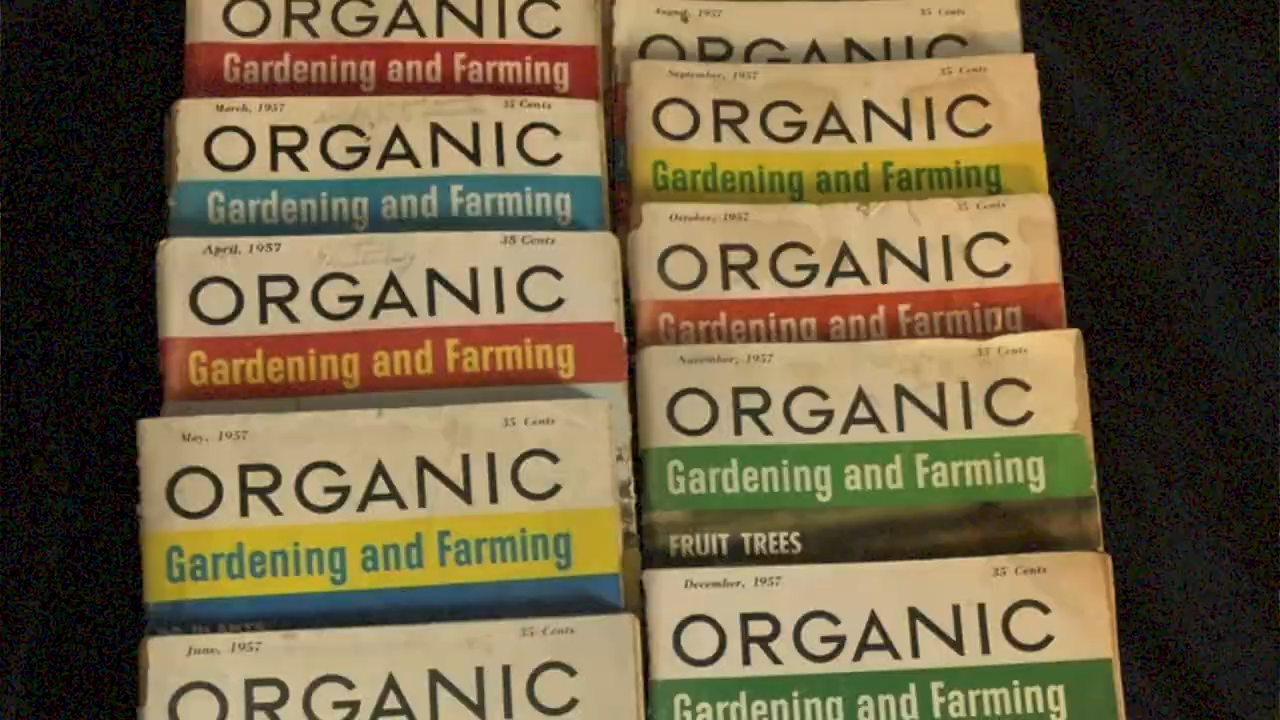 ORGANIC
Gardening and Farming
March, 1957 35 Cents
ORGANIC
Gardening and Farming
April, 1957 35 Cents
ORGANIC
Gardening and Farming
May, 1957 35 Cents
ORGANIC
Gardening and Farming
June, 1957 35 Cents
ORGANIC
August, 1957 35 Cents
ORGANIC
September, 1957 35 Cents
ORGANIC
Gardening and Farming
October, 1957 35 Cents
ORGANIC
Gardening and Farming
November, 1957 35 Cents
ORGANIC
Gardening and Farming
FRUIT TREES
December, 1957 35 Cents
ORGANIC
Gardening and Farming